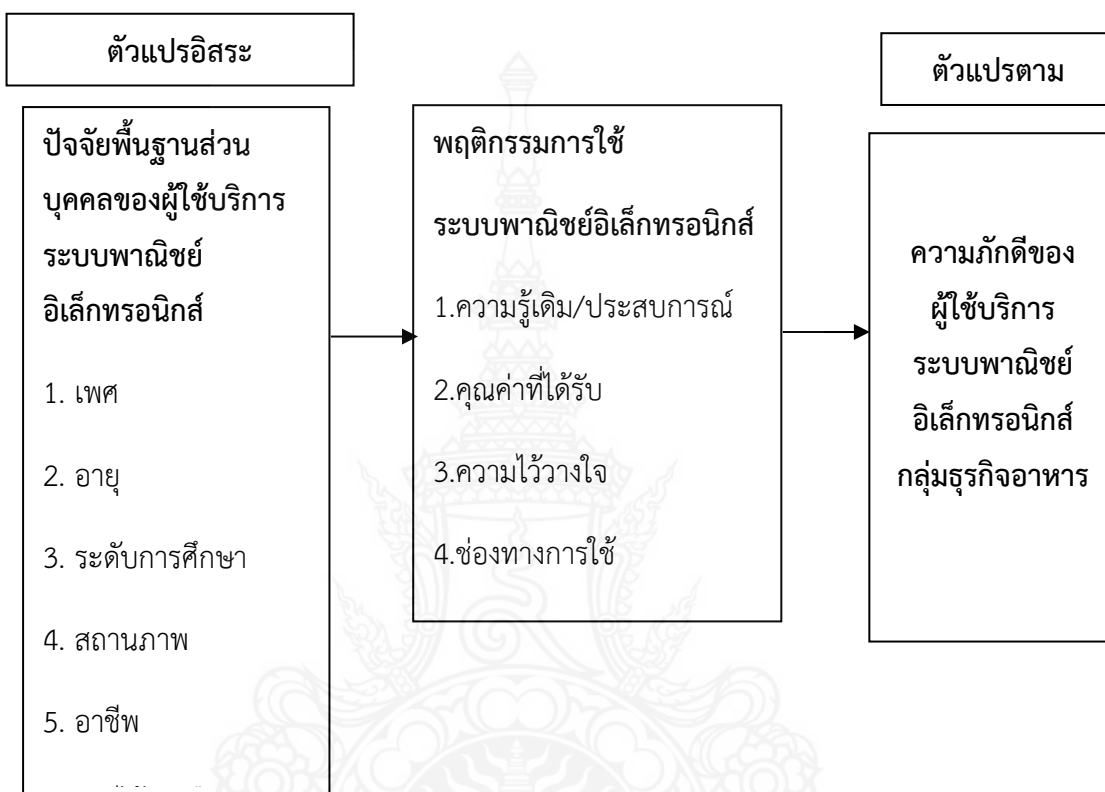 ตัวแปรอิสระ
ปัจจัยพื้นฐานส่วน
บุคคลของผู้ใช้บริการ
ระบบพาณิชย์
อิเล็กทรอนิกส์
1. เพศ
2. อายุ
3. ระดับการศึกษา
4. สถานภาพ
5. อาชีพ
พฤติกรรมการใช้
ระบบพาณิชย์อิเล็กทรอนิกส์
1.ความรู้เดิม/ประสบการณ์
2.คุณค่าที่ได้รับ
3.ความไว้วางใจ
4.ช่องทางการใช้
ตัวแปรตาม
ความภักดีของ
ผู้ใช้บริการ
ระบบพาณิชย์
อิเล็กทรอนิกส์
กลุ่มธุรกิจอาหาร